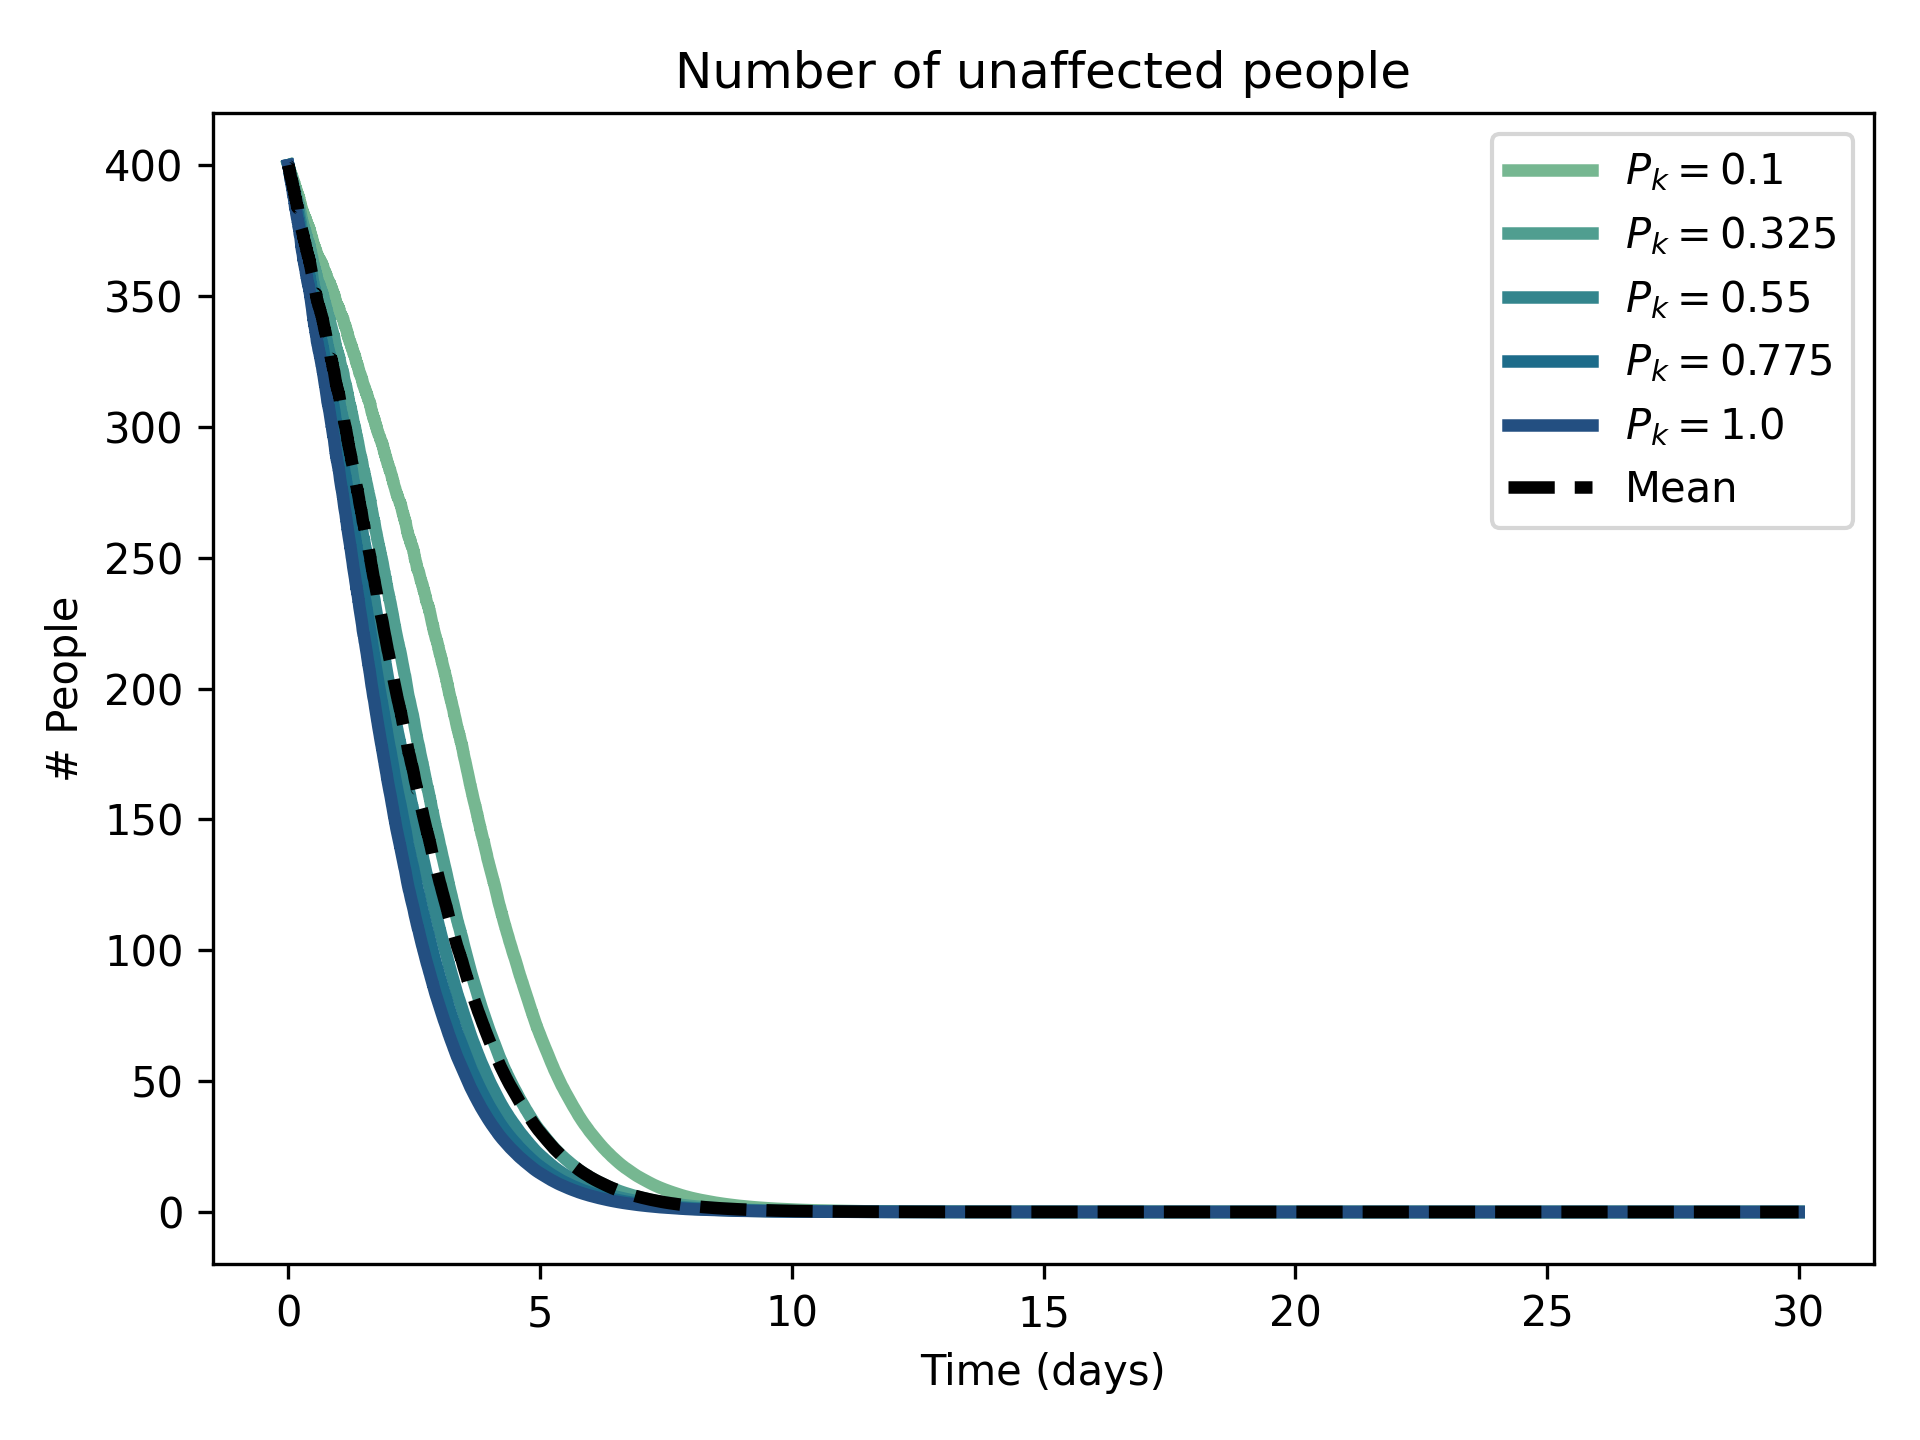 Number of unaffected people
400
350
300
250
200
150
100
50
0
# People
0 5 10 15 20 25 30
Time (days)
P_k = 0.1
P_k = 0.325
P_k = 0.55
P_k = 0.775
P_k = 1.0
Mean